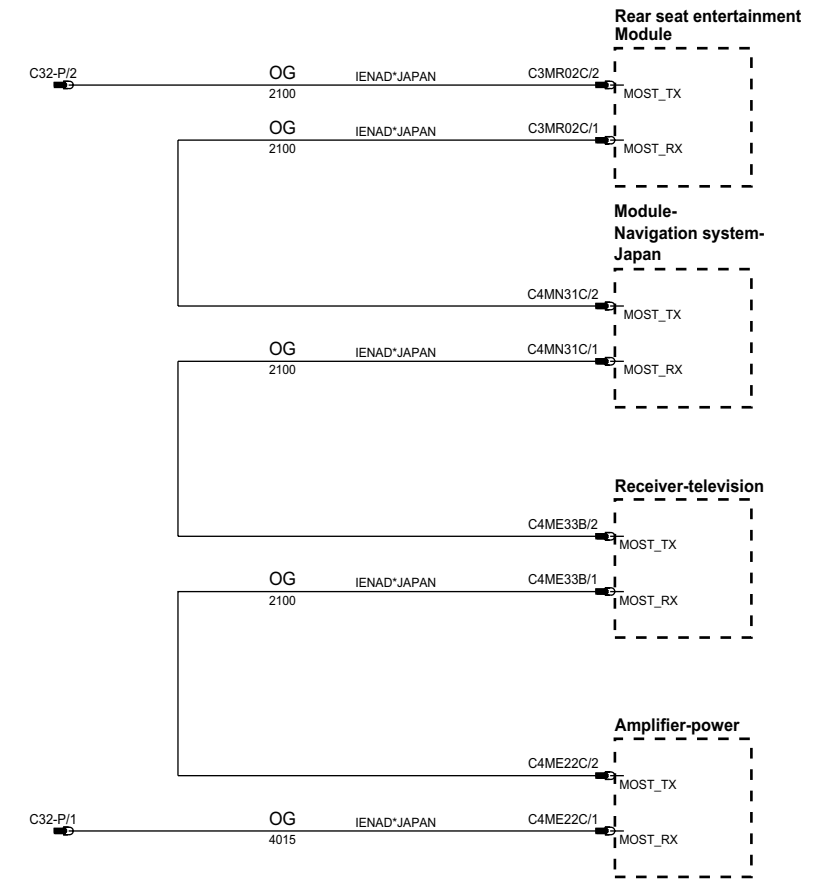 Rear seat entertainment
Module
C32-P/2
OG
IENAD*JAPAN
C3MR02C/2
2100
MOST_TX
OG
IENAD*JAPAN
C3MR02C/1
2100
MOST_RX
Module-
Navigation system-
Japan
C4MN31C/2
MOST_TX
OG
IENAD*JAPAN
C4MN31C/1
2100
MOST_RX
Receiver-television
C4ME33B/2
MOST_TX
OG
IENAD*JAPAN
C4ME33B/1
2100
MOST_RX
Amplifier-power
C4ME22C/2
MOST_TX
C32-P/1
OG
IENAD*JAPAN
C4ME22C/1
4015
MOST_RX